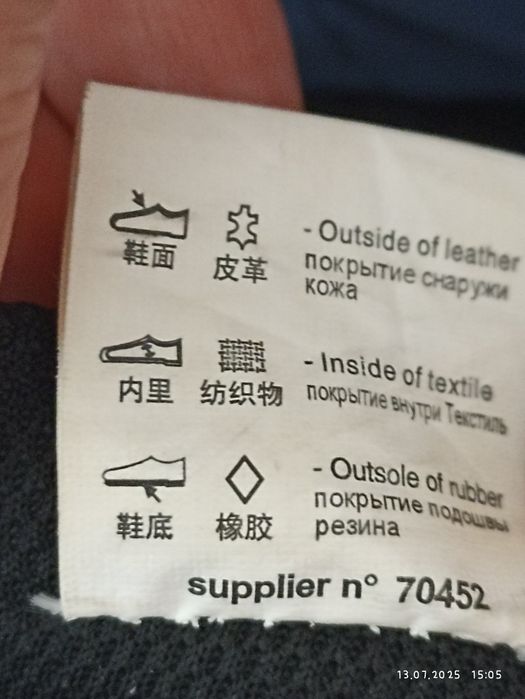 鞋面 皮革 - Outside of leather
покрытие снаружи
кожа
内里 纺织物 - Inside of textile
покрытие внутри Текстиль
鞋底 橡胶 - Outsole of rubber
покрытие подошвы
резина
supplier n° 70452
13.07.2025 15:05